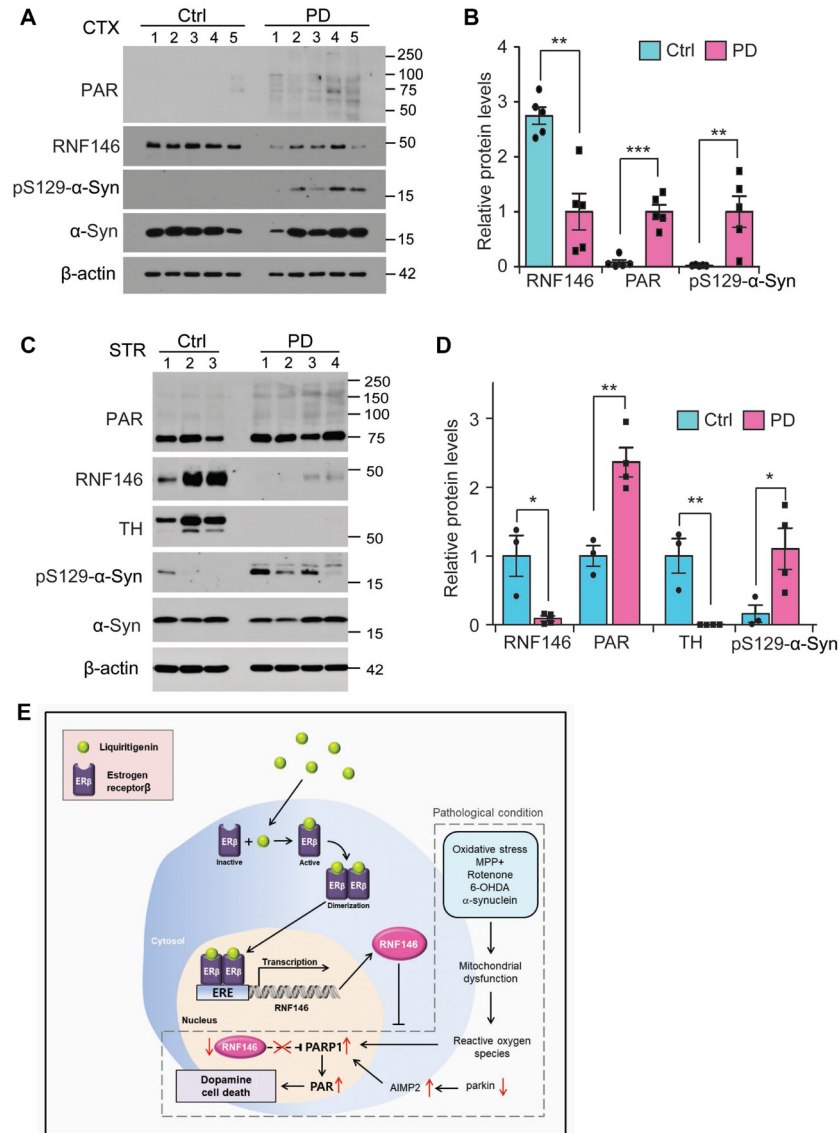 A
CTX
Ctrl
PD
1 2 3 4 5
1 2 3 4 5
PAR
250
100
75
50
RNF146
50
pS129-α-Syn
15
α-Syn
15
β-actin
42
B
Ctrl
PD
Relative protein levels
4
3
2
1
0
**
***
**
RNF146
PAR
pS129-α-Syn
C
STR
Ctrl
PD
1 2 3
1 2 3 4
PAR
250
150
100
75
RNF146
50
TH
50
pS129-α-Syn
15
α-Syn
15
β-actin
42
D
Ctrl
PD
Relative protein levels
3
2
1
0
*
**
**
*
RNF146
PAR
TH
pS129-α-Syn
E
Liquiritigenin
ERβ
Estrogen
receptorβ
ERβ
+
Inactive
ERβ
Active
ERβ ERβ
Dimerization
Cytosol
ERβ ERβ
ERE
Transcription
RNF146
RNF146
Nucleus
Pathological condition
Oxidative stress
MPP+
Rotenone
6-OHDA
α-synuclein
Mitochondrial
dysfunction
Reactive oxygen
species
RNF146
PARP1
PAR
Dopamine
cell death
AIMP2
parkin